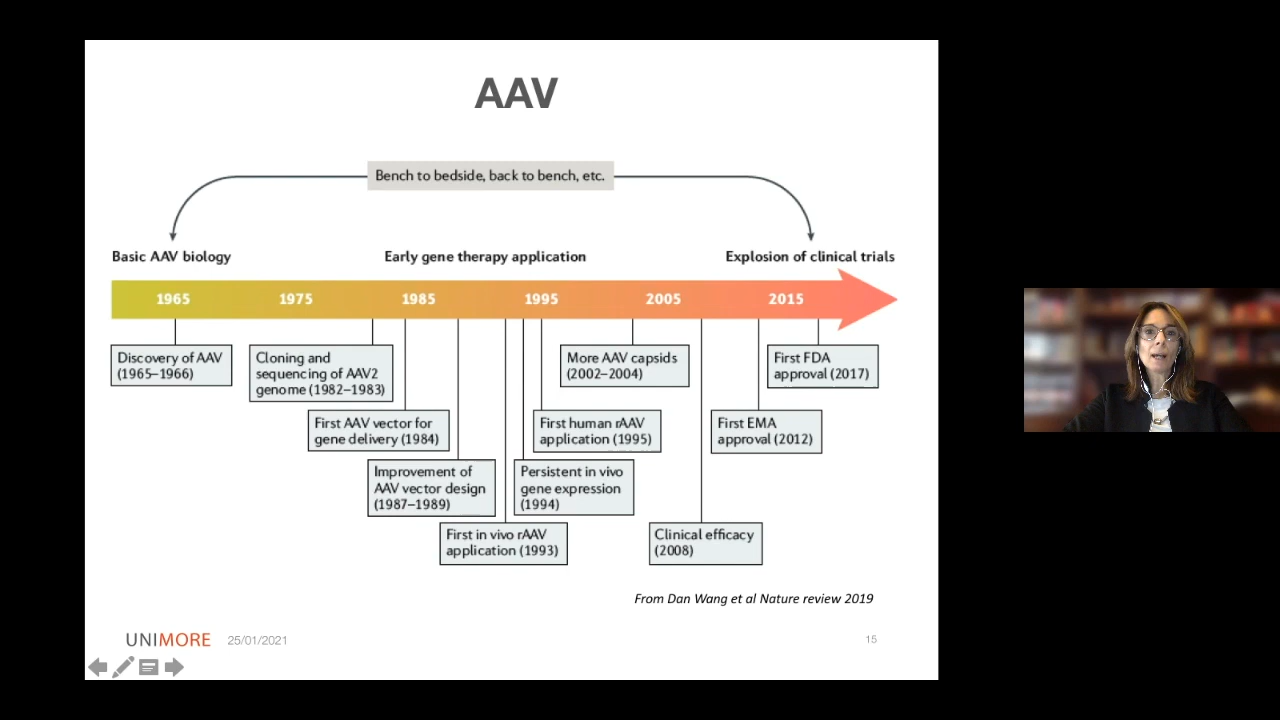 AAV
Bench to bedside, back to bench, etc.
Basic AAV biology
Early gene therapy application
Explosion of clinical trials
1965
1975
1985
1995
2005
2015
Discovery of AAV
(1965–1966)
Cloning and
sequencing of AAV2
genome (1982–1983)
More AAV capsids
(2002–2004)
First FDA
approval (2017)
First AAV vector for
gene delivery (1984)
First human rAAV
application (1995)
First EMA
approval (2012)
Improvement of
AAV vector design
(1987–1989)
Persistent in vivo
gene expression
(1994)
First in vivo rAAV
application (1993)
Clinical efficacy
(2008)
From Dan Wang et al Nature review 2019
UNIMORE
25/01/2021
15